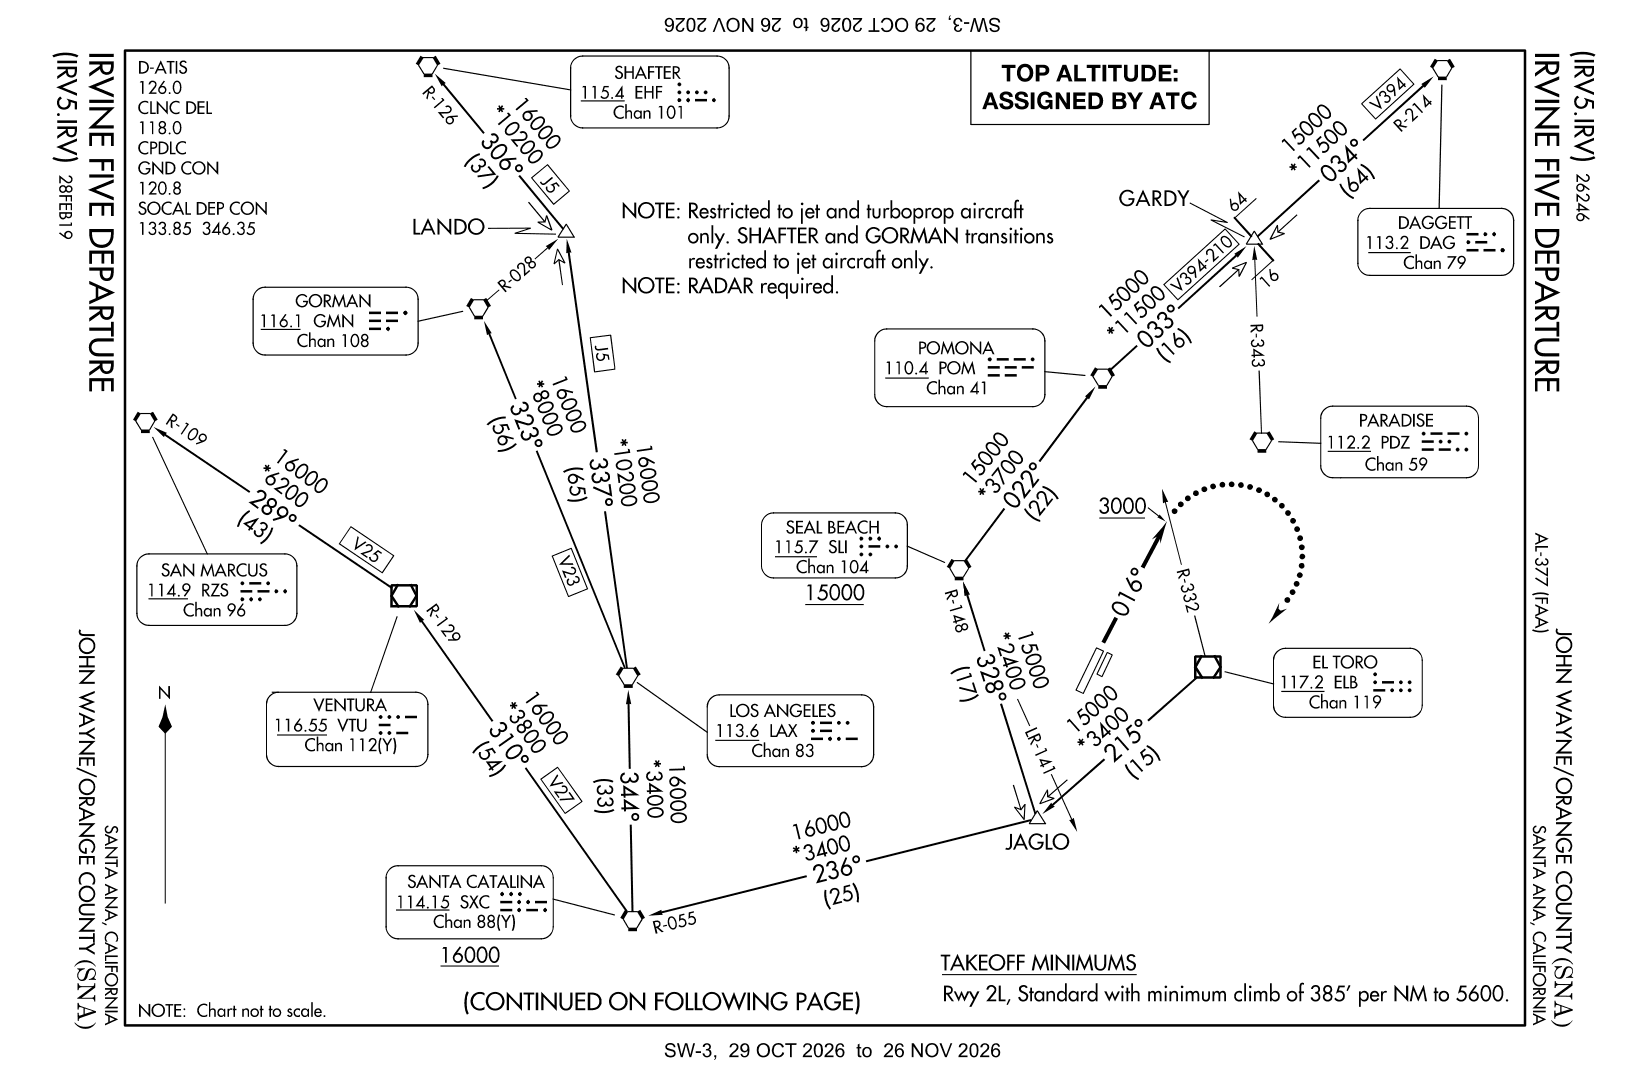 SW-3, 29 OCT 2026 to 26 NOV 2026
(IRV5.IRV) 28FEB19
IRVINE FIVE DEPARTURE
(IRV5.IRV) 26246
IRVINE FIVE DEPARTURE
AL-377 (FAA)
JOHN WAYNE/ORANGE COUNTY (SNA)
SANTA ANA, CALIFORNIA
JOHN WAYNE/ORANGE COUNTY (SNA)
SANTA ANA, CALIFORNIA
D-ATIS
126.0
CLNC DEL
118.0
CPDLC
GND CON
120.8
SOCAL DEP CON
133.85 346.35
TOP ALTITUDE:
ASSIGNED BY ATC
SHAFTER
115.4 EHF
Chan 101
R-126
16000
*10200
306°
(37)
J5
LANDO
R-028
GORMAN
116.1 GMN
Chan 108
NOTE: Restricted to jet and turboprop aircraft
only. SHAFTER and GORMAN transitions
restricted to jet aircraft only.
NOTE: RADAR required.
J5
16000
*8000
323°
(56)
V23
16000
*10200
337°
(65)
R-109
16000
*6200
289°
(43)
V25
SAN MARCUS
114.9 RZS
Chan 96
R-129
VENTURA
116.55 VTU
Chan 112(Y)
16000
*3800
310°
(54)
V27
LOS ANGELES
113.6 LAX
Chan 83
16000
*3400
344°
(33)
SANTA CATALINA
114.15 SXC
Chan 88(Y)
16000
R-055
16000
*3400
236°
(25)
JAGLO
V394
R-214
15000
*11500
034°
(64)
DAGGETT
113.2 DAG
Chan 79
GARDY
64
16
V394-210
15000
*11500
033°
(16)
R-343
POMONA
110.4 POM
Chan 41
PARADISE
112.2 PDZ
Chan 59
15000
*3700
022°
(22)
SEAL BEACH
115.7 SLI
Chan 104
15000
R-148
15000
*2400
328°
(17)
LR-141
3000
016°
R-332
EL TORO
117.2 ELB
Chan 119
15000
*3400
215°
(15)
N
TAKEOFF MINIMUMS
Rwy 2L, Standard with minimum climb of 385’ per NM to 5600.
NOTE: Chart not to scale.
(CONTINUED ON FOLLOWING PAGE)
SW-3, 29 OCT 2026 to 26 NOV 2026